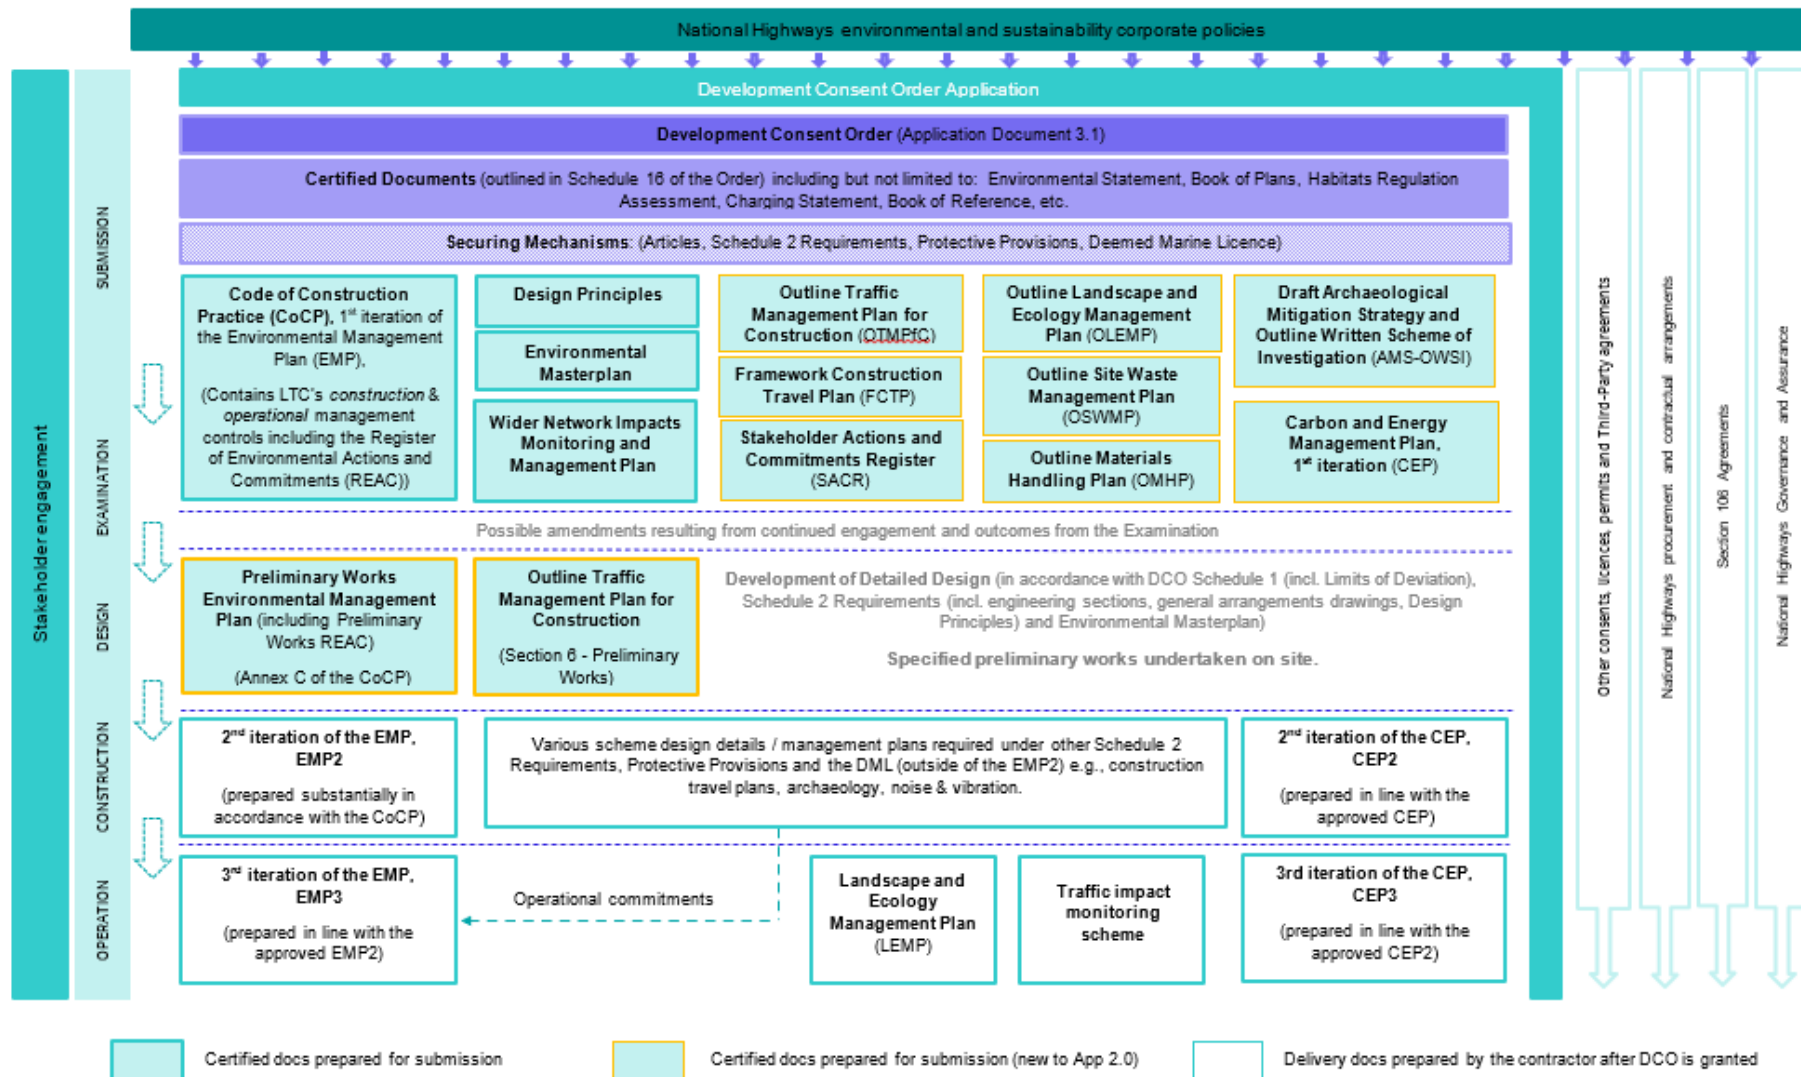 National Highways environmental and sustainability corporate policies
Development Consent Order Application
Development Consent Order (Application Document 3.1)
Certified Documents (outlined in Schedule 16 of the Order) including but not limited to: Environmental Statement, Book of Plans, Habitats Regulation
Assessment, Charging Statement, Book of Reference, etc.
Securing Mechanisms: (Articles, Schedule 2 Requirements, Protective Provisions, Deemed Marine Licence)
Stakeholder engagement
SUBMISSION
EXAMINATION
DESIGN
CONSTRUCTION
OPERATION
Code of Construction
Practice (CoCP), 1st iteration of
the Environmental Management
Plan (EMP),
(Contains LTC's construction &
operational management
controls including the Register
of Environmental Actions and
Commitments (REAC))
Design Principles
Environmental
Masterplan
Wider Network Impacts
Monitoring and
Management Plan
Outline Traffic
Management Plan for
Construction (OTMPfC)
Framework Construction
Travel Plan (FCTP)
Stakeholder Actions and
Commitments Register
(SACR)
Outline Landscape and
Ecology Management
Plan (OLEMP)
Outline Site Waste
Management Plan
(OSWMP)
Outline Materials
Handling Plan (OMHP)
Draft Archaeological
Mitigation Strategy and
Outline Written Scheme of
Investigation (AMS-OWSI)
Carbon and Energy
Management Plan,
1st iteration (CEP)
Possible amendments resulting from continued engagement and outcomes from the Examination
Preliminary Works
Environmental Management
Plan (including Preliminary
Works REAC)
(Annex C of the CoCP)
Outline Traffic
Management Plan for
Construction
(Section 6 - Preliminary
Works)
Development of Detailed Design (in accordance with DCO Schedule 1 (incl. Limits of Deviation),
Schedule 2 Requirements (incl. engineering sections, general arrangements drawings, Design
Principles) and Environmental Masterplan)
Specified preliminary works undertaken on site.
2nd iteration of the EMP,
EMP2
(prepared substantially in
accordance with the CoCP)
Various scheme design details / management plans required under other Schedule 2
Requirements, Protective Provisions and the DML (outside of the EMP2) e.g., construction
travel plans, archaeology, noise & vibration.
2nd iteration of the CEP,
CEP2
(prepared in line with the
approved CEP)
3rd iteration of the EMP,
EMP3
(prepared in line with the
approved EMP2)
Operational commitments
Landscape and
Ecology
Management Plan
(LEMP)
Traffic impact
monitoring
scheme
3rd iteration of the CEP,
CEP3
(prepared in line with the
approved CEP2)
Other consents, licences, permits and Third-Party agreements
National Highways procurement and contractual arrangements
Section 106 Agreements
National Highways Governance and Assurance
Certified docs prepared for submission
Certified docs prepared for submission (new to App 2.0)
Delivery docs prepared by the contractor after DCO is granted